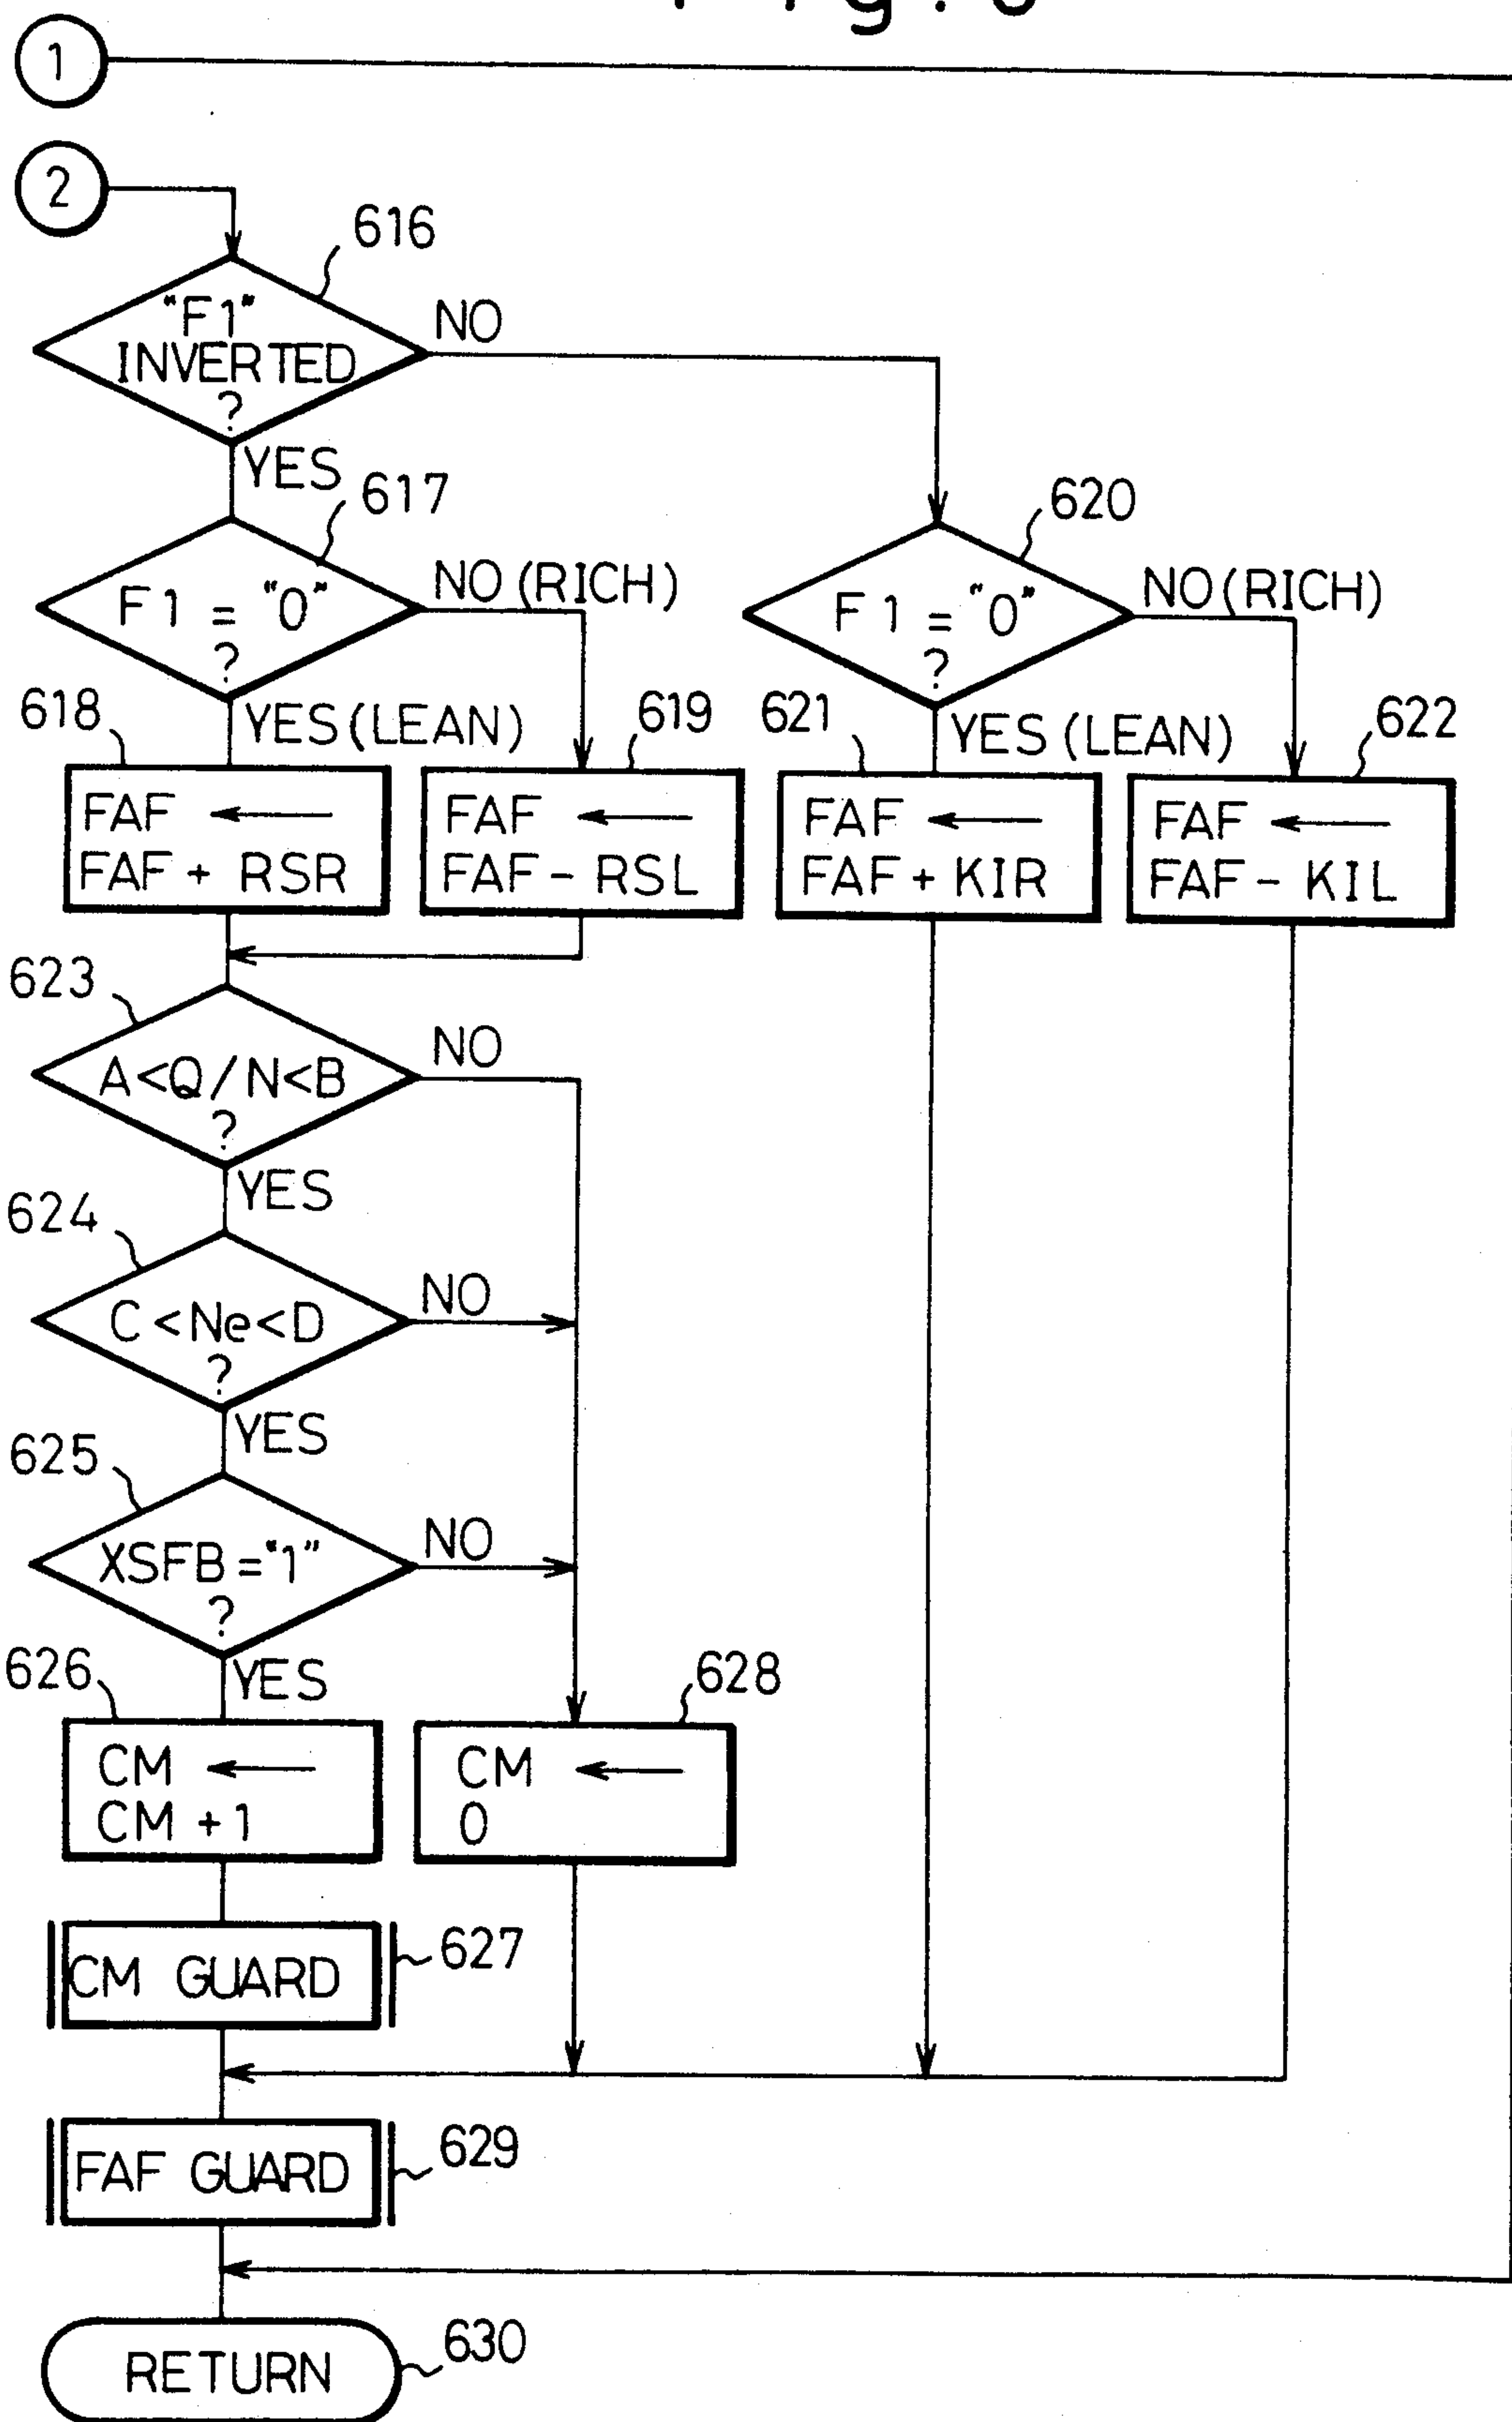 1
2
616
"F1"
INVERTED
?
NO
YES
617
620
F1 = "0"
?
NO (RICH)
F1 = "0"
?
NO (RICH)
618
YES (LEAN)
619
621
YES (LEAN)
622
FAF ←
FAF + RSR
FAF ←
FAF - RSL
FAF ←
FAF + KIR
FAF ←
FAF - KIL
623
A<Q/N<B
?
NO
YES
624
C<Ne<D
?
NO
YES
625
XSFB="1"
?
NO
YES
626
628
CM ←
CM +1
CM ←
0
CM GUARD
627
FAF GUARD
629
RETURN
630